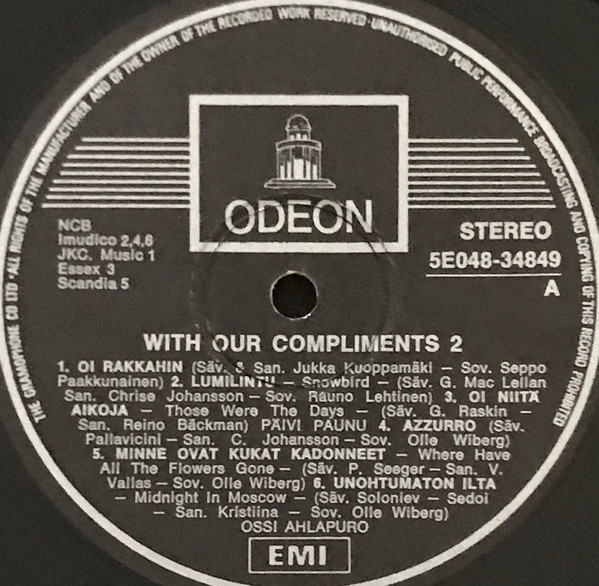 THE GRAMOPHONE CO LTD · ALL RIGHTS OF THE MANUFACTURER AND OF THE OWNER OF THE RECORDED WORK RESERVED · UNAUTHORISED PUBLIC PERFORMANCE BROADCASTING AND COPYING OF THIS RECORD PROHIBITED
ODEON
NCB
Imudico 2,4,6
JKC. Music 1
Essex 3
Scandia 5
STEREO
5E048-34849
A
WITH OUR COMPLIMENTS 2
1. OI RAKKAHIN (Säv. & San. Jukka Kuoppamäki – Sov. Seppo
Paakkunainen) 2. LUMILINTU – Snowbird – (Säv. G. Mac Lellan
San. Chrise Johansson – Sov. Rauno Lehtinen) 3. OI NIITÄ
AIKOJA – Those Were The Days – (Säv. G. Raskin –
San. Reino Bäckman) PÄIVI PAUNU 4. AZZURRO (Säv.
Pallavicini – San. C. Johansson – Sov. Olle Wiberg)
5. MINNE OVAT KUKAT KADONNEET – Where Have
All The Flowers Gone – (Säv. P. Seeger – San. V.
Vallas – Sov. Olle Wiberg) 6. UNOHTUMATON ILTA
– Midnight In Moscow – (Säv. Soloniev – Sedoi
– San. Kristiina – Sov. Olle Wiberg)
OSSI AHLAPURO
EMI